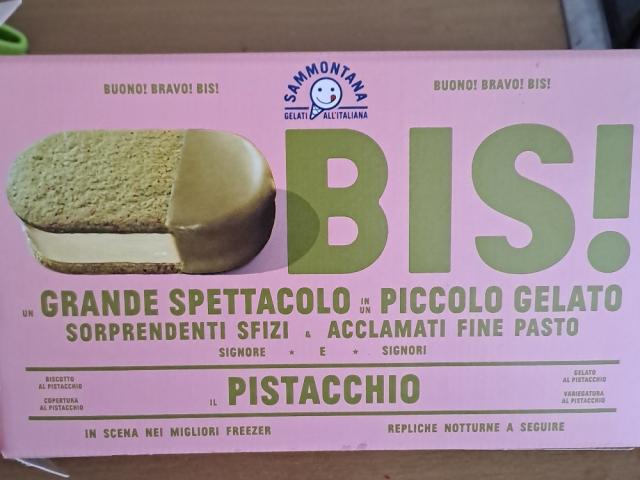 BUONO! BRAVO! BIS!
SAMMONTANA
GELATI ALL'ITALIANA
BUONO! BRAVO! BIS!
BIS!
UN GRANDE SPETTACOLO IN UN PICCOLO GELATO
SORPRENDENTI SFIZI & ACCLAMATI FINE PASTO
SIGNORE * E * SIGNORI
BISCOTTO
AL PISTACCHIO
COPERTURA
AL PISTACCHIO
IL PISTACCHIO
GELATO
AL PISTACCHIO
VARIEGATURA
AL PISTACCHIO
IN SCENA NEI MIGLIORI FREEZER
REPLICHE NOTTURNE A SEGUIRE